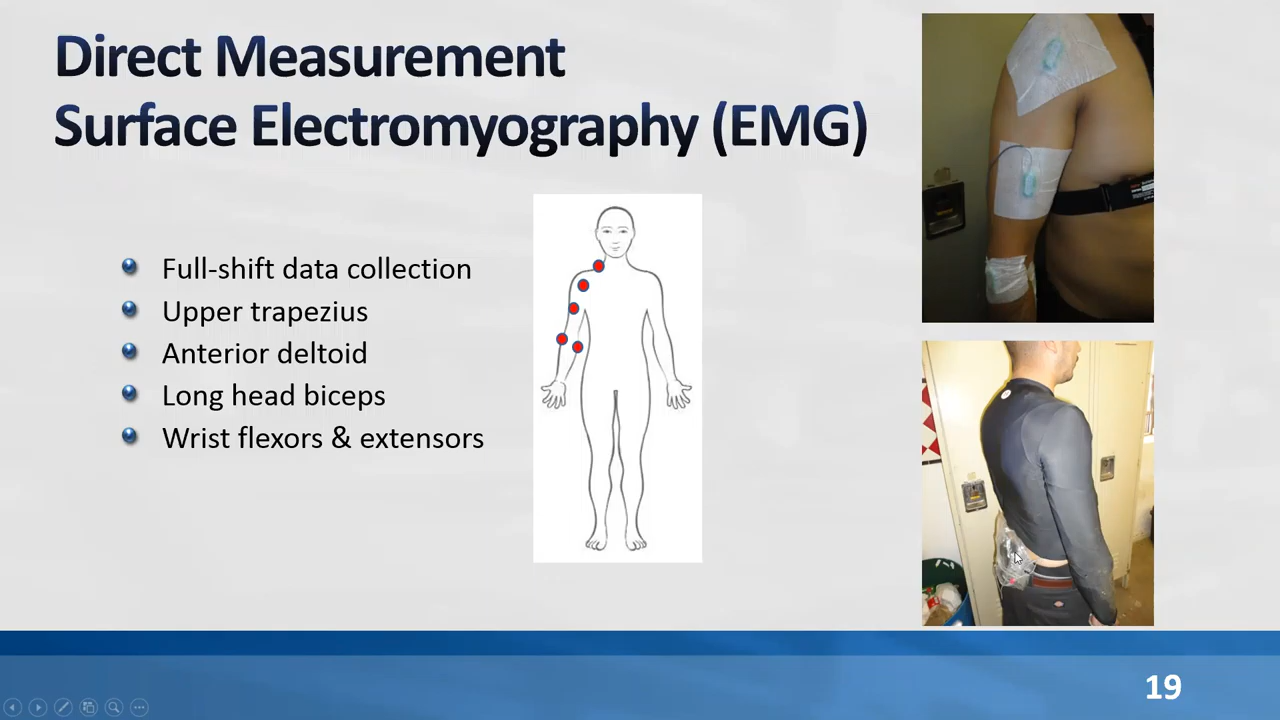 Direct Measurement
Surface Electromyography (EMG)
Full-shift data collection
Upper trapezius
Anterior deltoid
Long head biceps
Wrist flexors & extensors
19